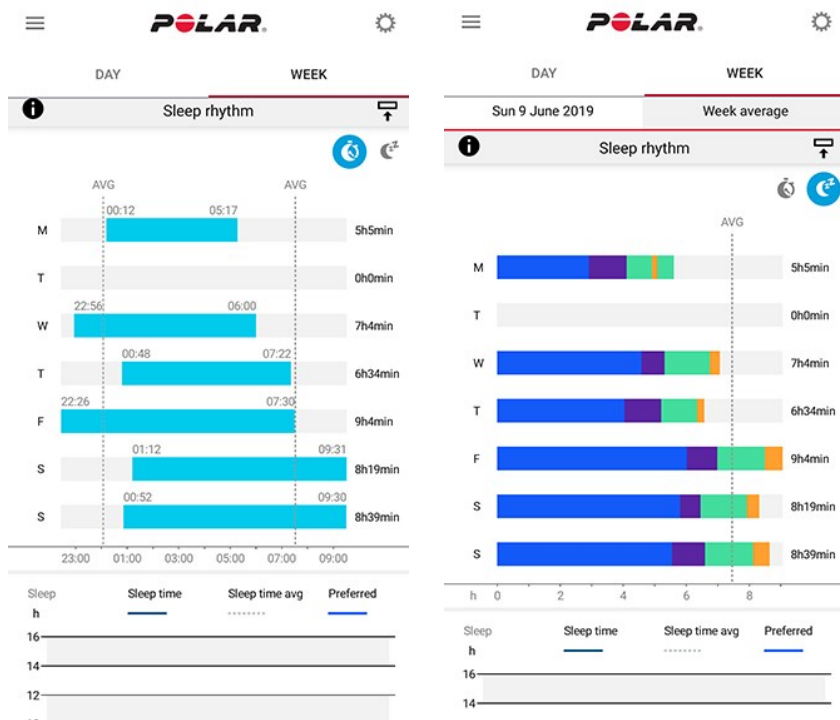 POLAR.
DAY WEEK
Sleep rhythm
AVG AVG
00:12 05:17
M 5h5min
T 0h0min
22:56 06:00
W 7h4min
00:48 07:22
T 6h34min
22:26 07:30
F 9h4min
01:12 09:31
S 8h19min
00:52 09:30
S 8h39min
23:00 01:00 03:00 05:00 07:00 09:00
Sleep Sleep time Sleep time avg Preferred
h
16
14
12
POLAR.
DAY WEEK
Sun 9 June 2019 Week average
Sleep rhythm
AVG
M 5h5min
T 0h0min
W 7h4min
T 6h34min
F 9h4min
S 8h19min
S 8h39min
h 0 2 4 6 8
Sleep Sleep time Sleep time avg Preferred
h
16
14